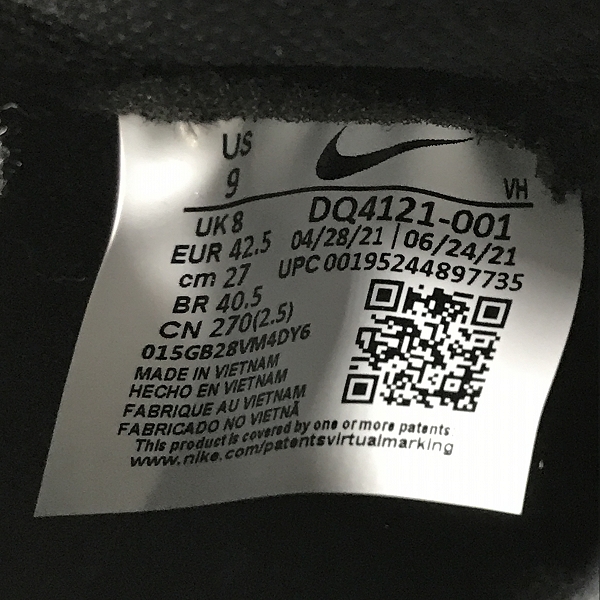 US
9
VH
UK 8
EUR 42.5
cm 27
BR 40.5
CN 270(2.5)
DQ4121-001
04/28/21 | 06/24/21
UPC 00195244897735
015GB28VM4DY6
MADE IN VIETNAM
HECHO EN VIETNAM
FABRIQUE AU VIETNAM
FABRICADO NO VIETNÃ
This product is covered by one or more patents
www.nike.com/patentsvirtualmarking